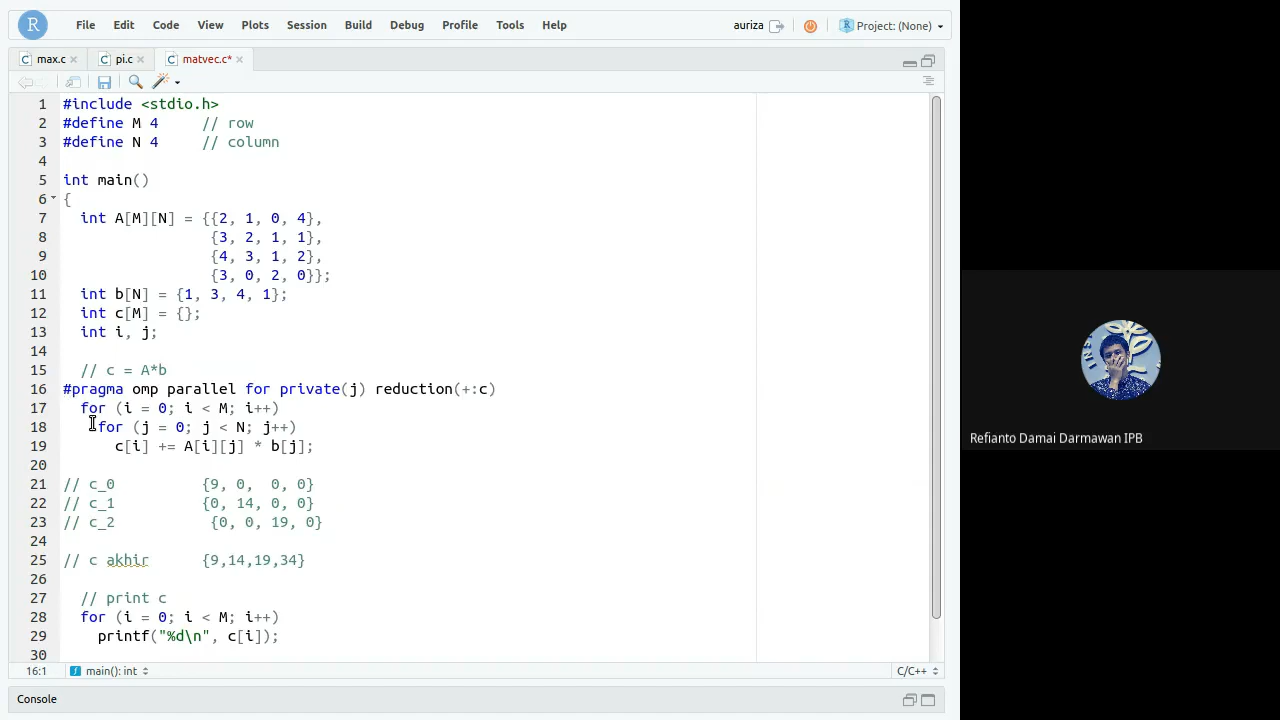 R File Edit Code View Plots Session Build Debug Profile Tools Help auriza Project: (None)
max.c pi.c matvec.c*
1 #include <stdio.h>
2 #define M 4 // row
3 #define N 4 // column
4
5 int main()
6 {
7 int A[M][N] = {{2, 1, 0, 4},
8 {3, 2, 1, 1},
9 {4, 3, 1, 2},
10 {3, 0, 2, 0}};
11 int b[N] = {1, 3, 4, 1};
12 int c[M] = {};
13 int i, j;
14
15 // c = A*b
16 #pragma omp parallel for private(j) reduction(+:c)
17 for (i = 0; i < M; i++)
18 for (j = 0; j < N; j++)
19 c[i] += A[i][j] * b[j];
20
21 // c_0 {9, 0, 0, 0}
22 // c_1 {0, 14, 0, 0}
23 // c_2 {0, 0, 19, 0}
24
25 // c akhir {9,14,19,34}
26
27 // print c
28 for (i = 0; i < M; i++)
29 printf("%d\n", c[i]);
30
16:1 main(): int C/C++
Console
Refianto Damai Darmawan IPB